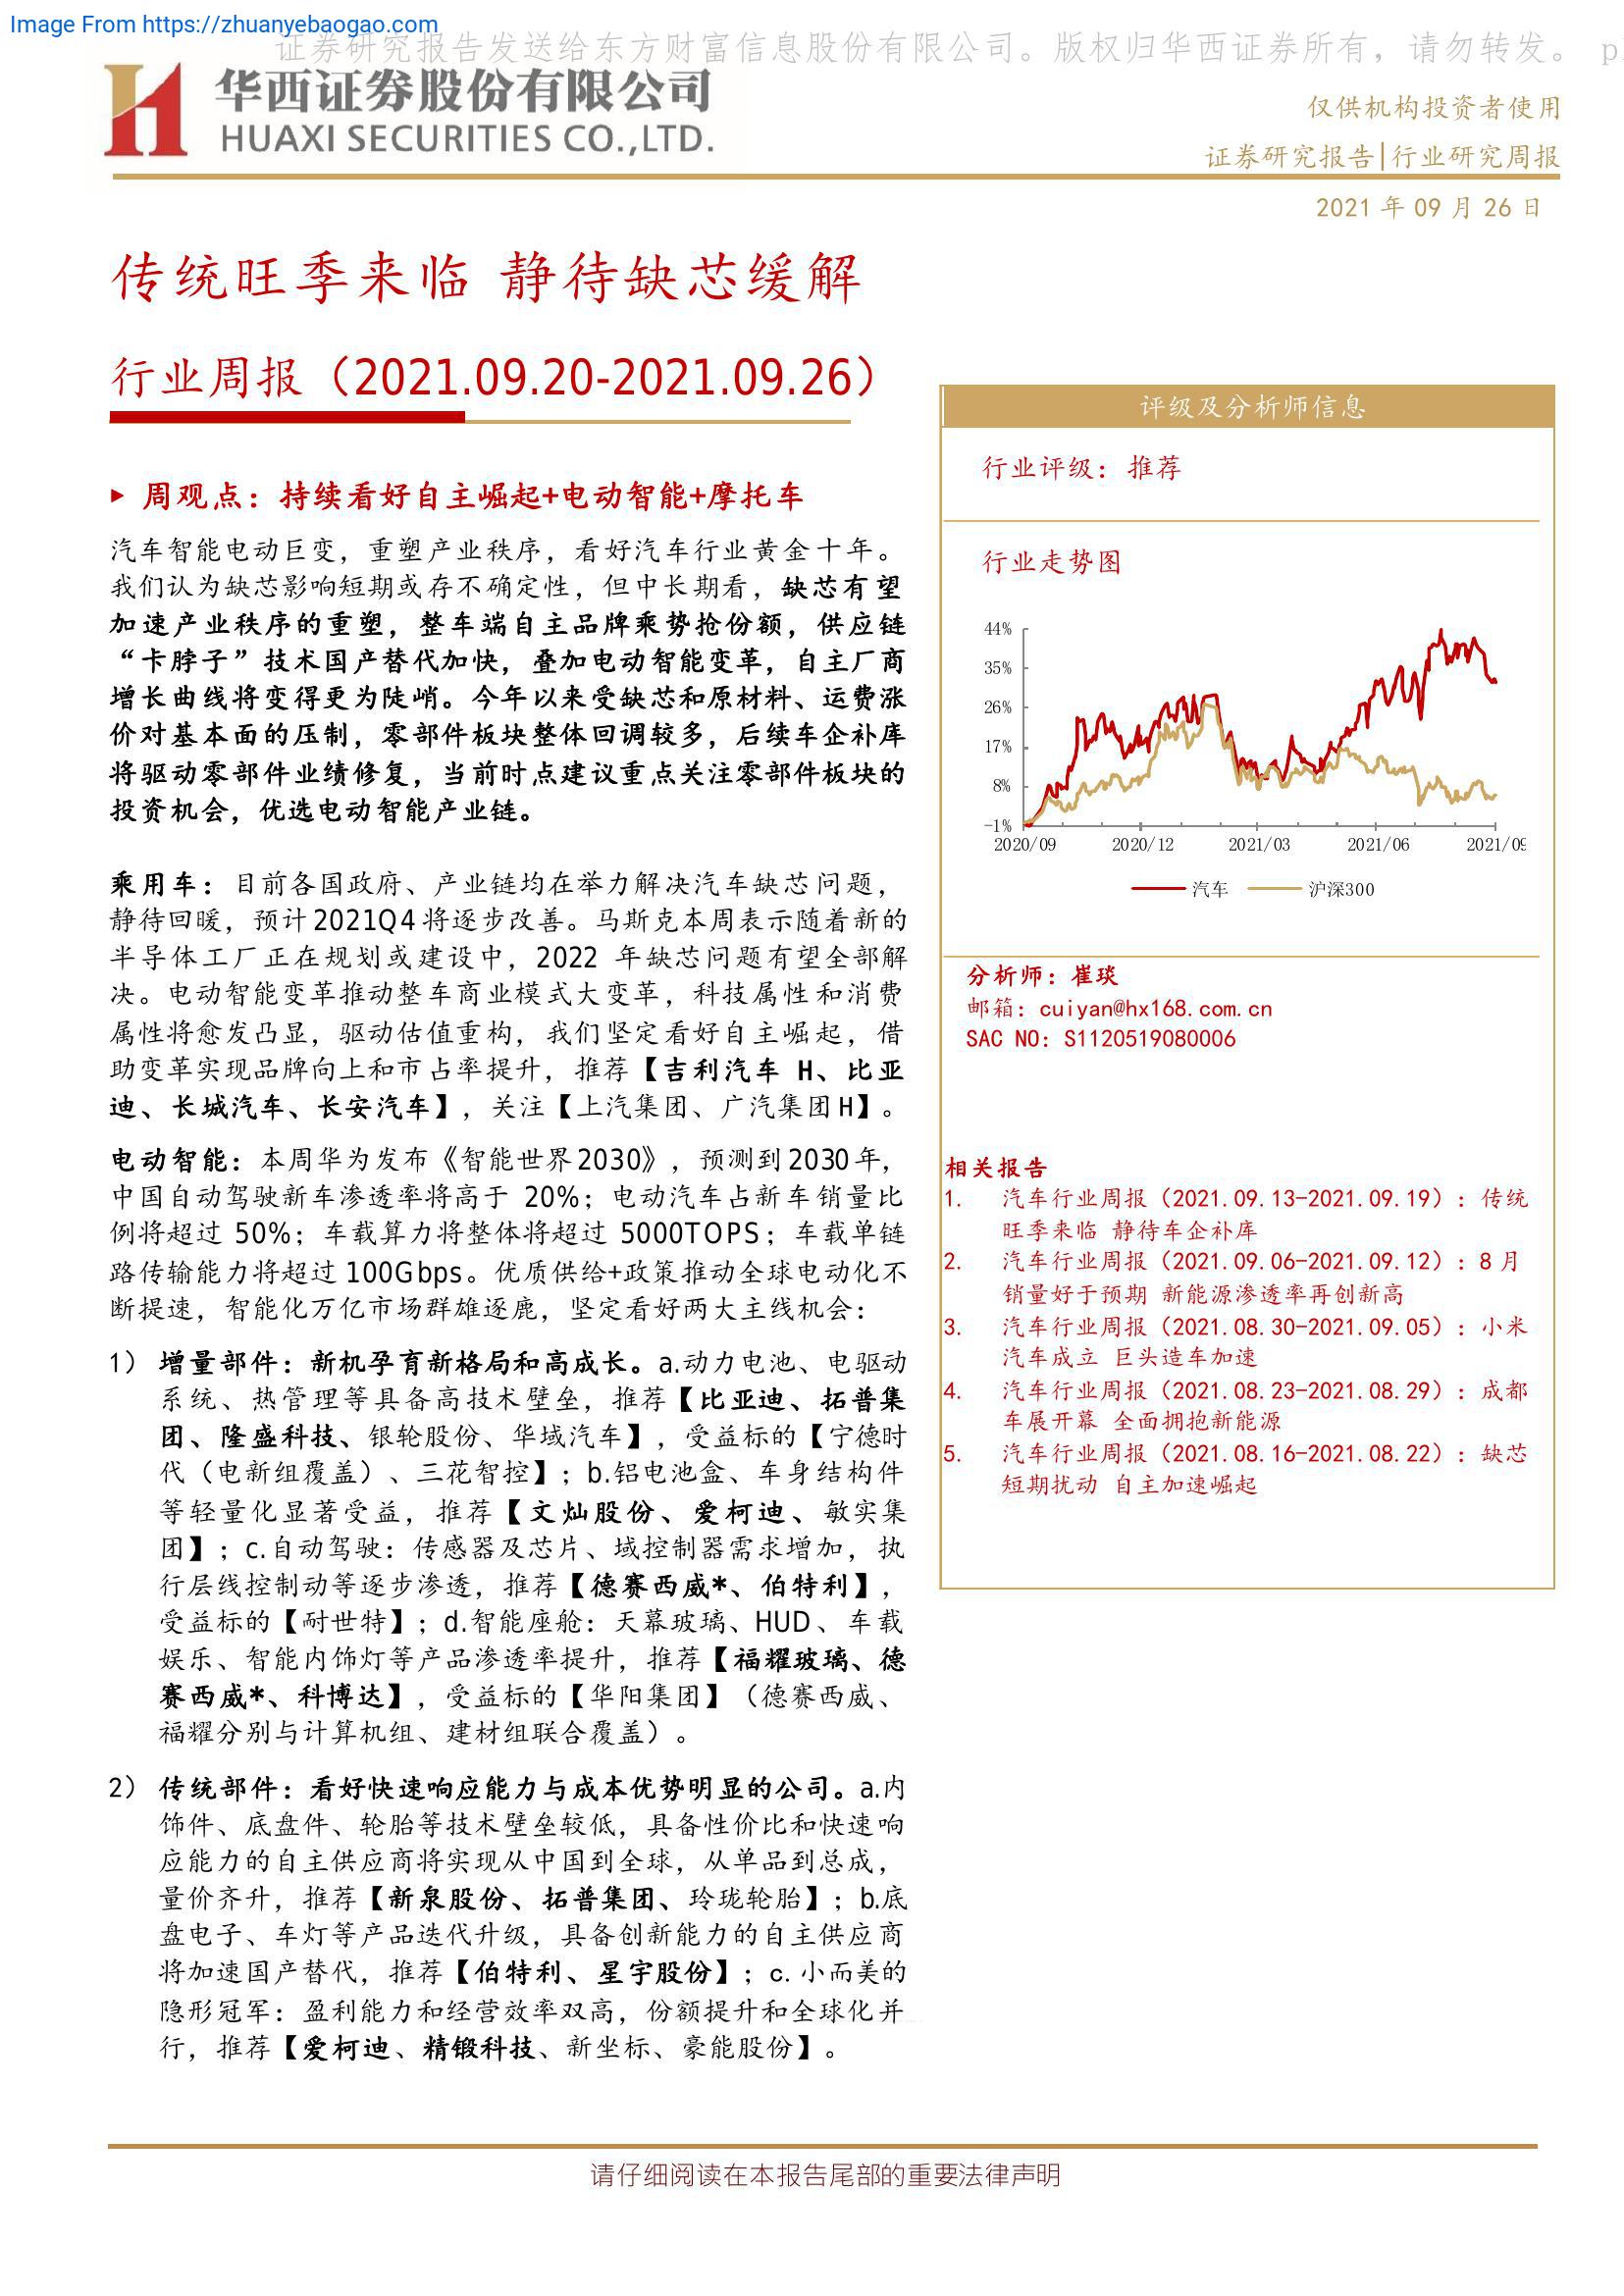 Image From https://zhuanyebaogao.com
证券研究报告发送给东方财富信息股份有限公司。版权归华西证券所有，请勿转发。 p
华西证券股份有限公司
HUAXI SECURITIES CO.,LTD.
仅供机构投资者使用
证券研究报告|行业研究周报
2021 年 09 月 26 日
传统旺季来临 静待缺芯缓解
行业周报（2021.09.20-2021.09.26）
周观点：持续看好自主崛起+电动智能+摩托车
汽车智能电动巨变，重塑产业秩序，看好汽车行业黄金十年。
我们认为缺芯影响短期或存不确定性，但中长期看，缺芯有望
加速产业秩序的重塑，整车端自主品牌乘势抢份额，供应链
“卡脖子”技术国产替代加快，叠加电动智能变革，自主厂商
增长曲线将变得更为陡峭。今年以来受缺芯和原材料、运费涨
价对基本面的压制，零部件板块整体回调较多，后续车企补库
将驱动零部件业绩修复，当前时点建议重点关注零部件板块的
投资机会，优选电动智能产业链。
乘用车：目前各国政府、产业链均在举力解决汽车缺芯问题，
静待回暖，预计 2021Q4 将逐步改善。马斯克本周表示随着新的
半导体工厂正在规划或建设中，2022 年缺芯问题有望全部解
决。电动智能变革推动整车商业模式大变革，科技属性和消费
属性将愈发凸显，驱动估值重构，我们坚定看好自主崛起，借
助变革实现品牌向上和市占率提升，推荐【吉利汽车 H、比亚
迪、长城汽车、长安汽车】，关注【上汽集团、广汽集团 H】。
电动智能：本周华为发布《智能世界 2030》，预测到 2030 年，
中国自动驾驶新车渗透率将高于 20%；电动汽车占新车销量比
例将超过 50%；车载算力将整体将超过 5000TOPS；车载单链
路传输能力将超过 100Gbps。优质供给+政策推动全球电动化不
断提速，智能化万亿市场群雄逐鹿，坚定看好两大主线机会：
1） 增量部件：新机孕育新格局和高成长。a.动力电池、电驱动
系统、热管理等具备高技术壁垒，推荐【比亚迪、拓普集
团、隆盛科技、银轮股份、华域汽车】，受益标的【宁德时
代（电新组覆盖）、三花智控】；b.铝电池盒、车身结构件
等轻量化显著受益，推荐【文灿股份、爱柯迪、敏实集
团】；c.自动驾驶：传感器及芯片、域控制器需求增加，执
行层线控制动等逐步渗透，推荐【德赛西威*、伯特利】，
受益标的【耐世特】；d.智能座舱：天幕玻璃、HUD、车载
娱乐、智能内饰灯等产品渗透率提升，推荐【福耀玻璃、德
赛西威*、科博达】，受益标的【华阳集团】（德赛西威、
福耀分别与计算机组、建材组联合覆盖）。
2） 传统部件：看好快速响应能力与成本优势明显的公司。a.内
饰件、底盘件、轮胎等技术壁垒较低，具备性价比和快速响
应能力的自主供应商将实现从中国到全球，从单品到总成，
量价齐升，推荐【新泉股份、拓普集团、玲珑轮胎】；b.底
盘电子、车灯等产品迭代升级，具备创新能力的自主供应商
将加速国产替代，推荐【伯特利、星宇股份】；c. 小而美的
隐形冠军：盈利能力和经营效率双高，份额提升和全球化并
行，推荐【爱柯迪、精锻科技、新坐标、豪能股份】。
评级及分析师信息
行业评级：推荐
行业走势图
44%
35%
26%
17%
8%
-1%
2020/09 2020/12 2021/03 2021/06 2021/09
汽车 沪深300
分析师：崔琰
邮箱：cuiyan@hx168.com.cn
SAC NO：S1120519080006
相关报告
1. 汽车行业周报（2021.09.13-2021.09.19）：传统
旺季来临 静待车企补库
2. 汽车行业周报（2021.09.06-2021.09.12）：8 月
销量好于预期 新能源渗透率再创新高
3. 汽车行业周报（2021.08.30-2021.09.05）：小米
汽车成立 巨头造车加速
4. 汽车行业周报（2021.08.23-2021.08.29）：成都
车展开幕 全面拥抱新能源
5. 汽车行业周报（2021.08.16-2021.08.22）：缺芯
短期扰动 自主加速崛起
请仔细阅读在本报告尾部的重要法律声明